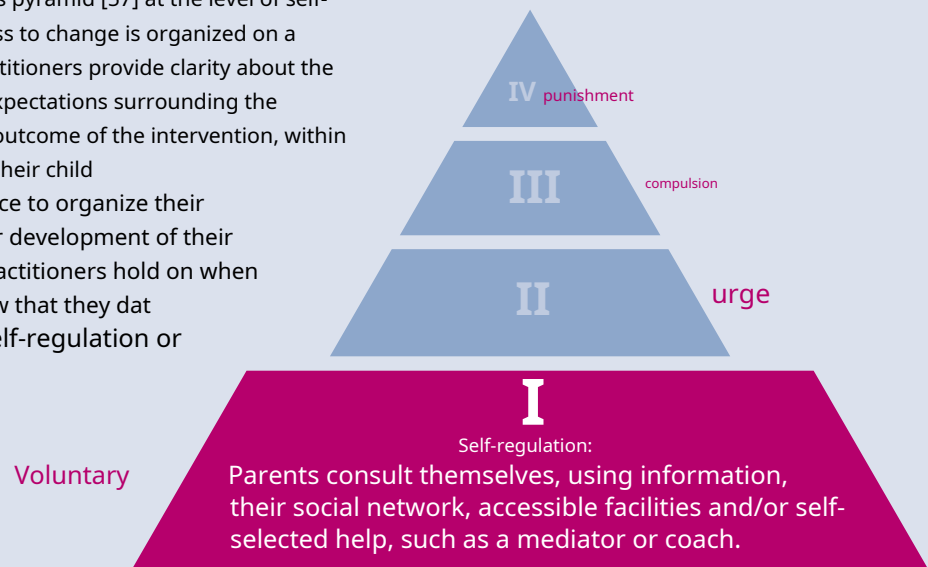 s pyramid [37] at the level of self-
ss to change is organized on a
titioners provide clarity about the
xpectations surrounding the
outcome of the intervention, within
heir child
ce to organize their
r development of their
actitioners hold on when
w that they dat
elf-regulation or
IV punishment
III
compulsion
II
urge
I
Self-regulation:
Voluntary
Parents consult themselves, using information,
their social network, accessible facilities and/or self-
selected help, such as a mediator or coach.